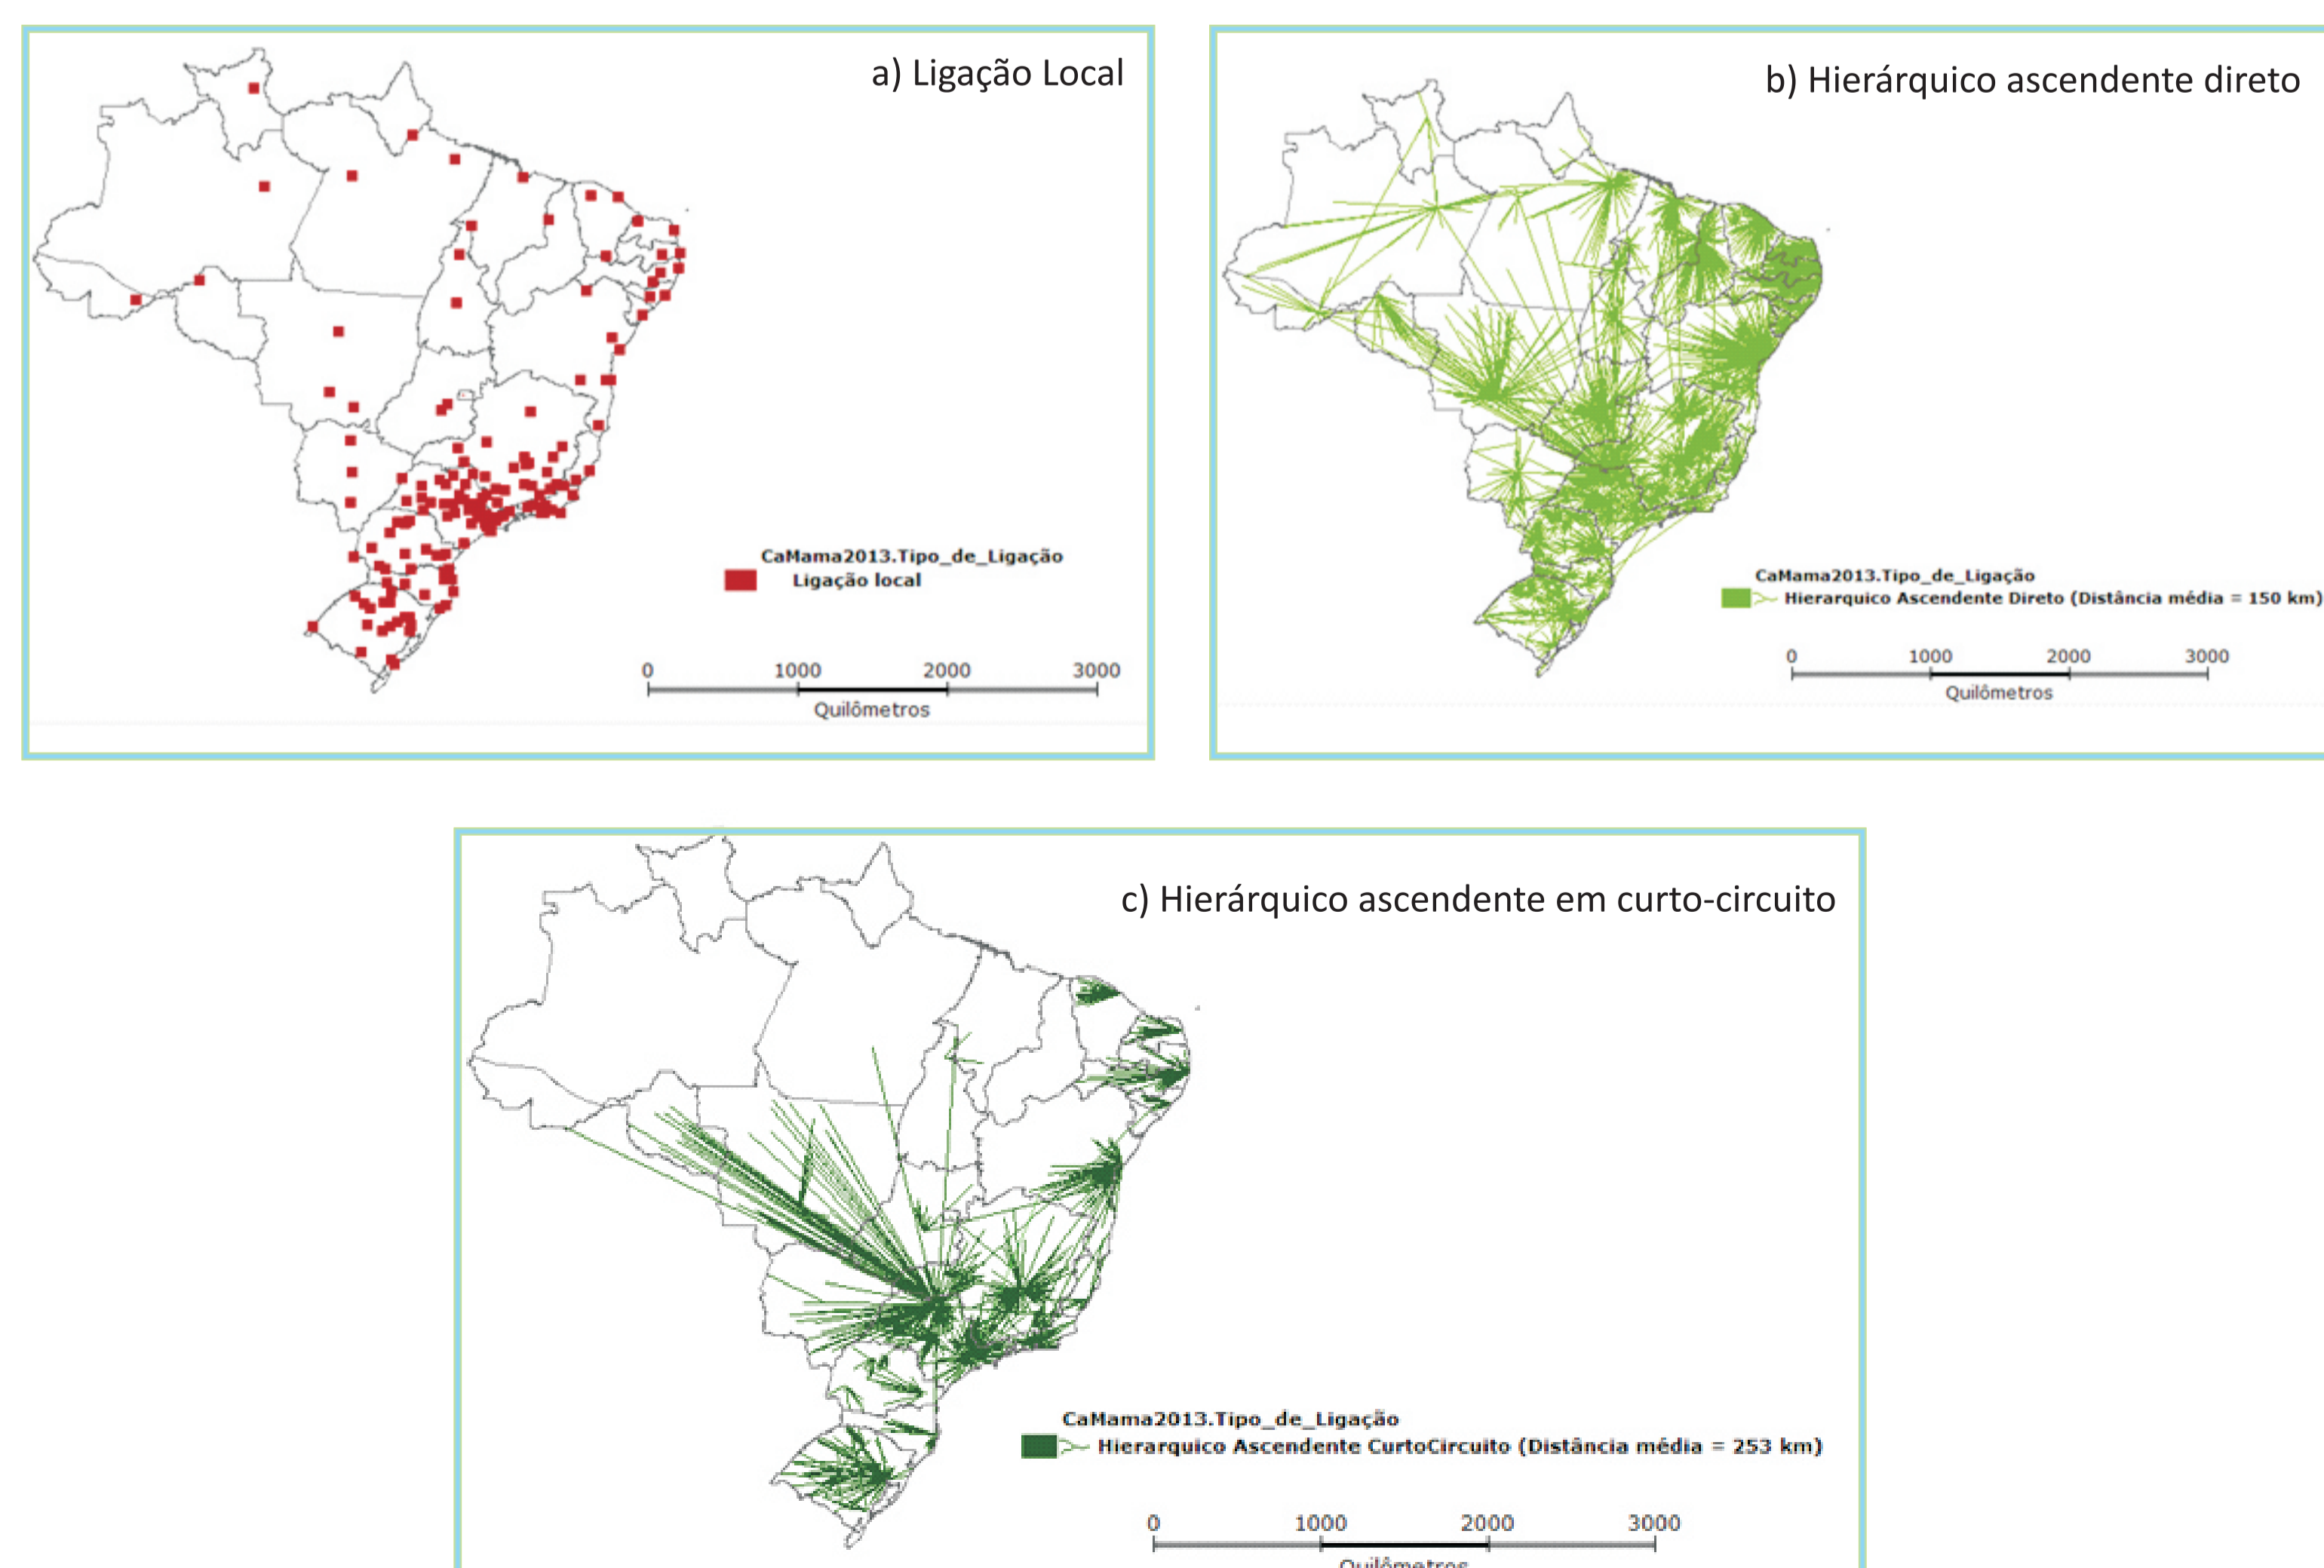 a) Ligação Local
CaMama2013.Tipo_de_Ligação
Ligação local
0 1000 2000 3000
Quilômetros
b) Hierárquico ascendente direto
CaMama2013.Tipo_de_Ligação
Hierarquico Ascendente Direto (Distância média = 150 km)
0 1000 2000 3000
Quilômetros
c) Hierárquico ascendente em curto-circuito
CaMama2013.Tipo_de_Ligação
Hierarquico Ascendente CurtoCircuito (Distância média = 253 km)
0 1000 2000 3000
Quilômetros